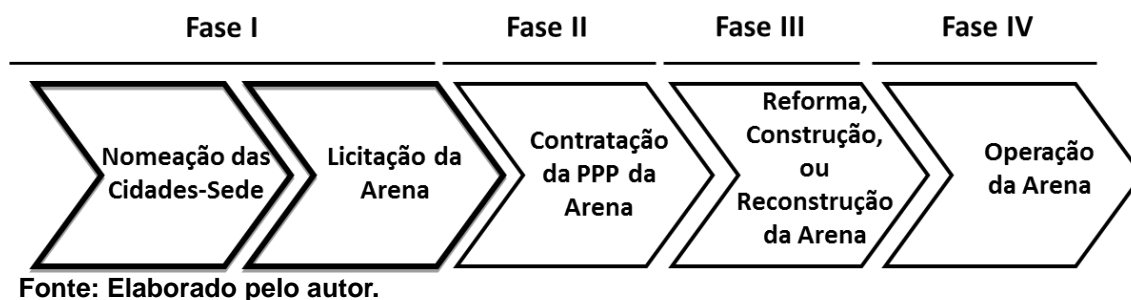 Fase I
Fase II
Fase III
Fase IV
Nomeação das
Cidades-Sede
Licitação da
Arena
Contratação
da PPP da
Arena
Reforma,
Construção,
ou
Reconstrução
da Arena
Operação
da Arena
Fonte: Elaborado pelo autor.